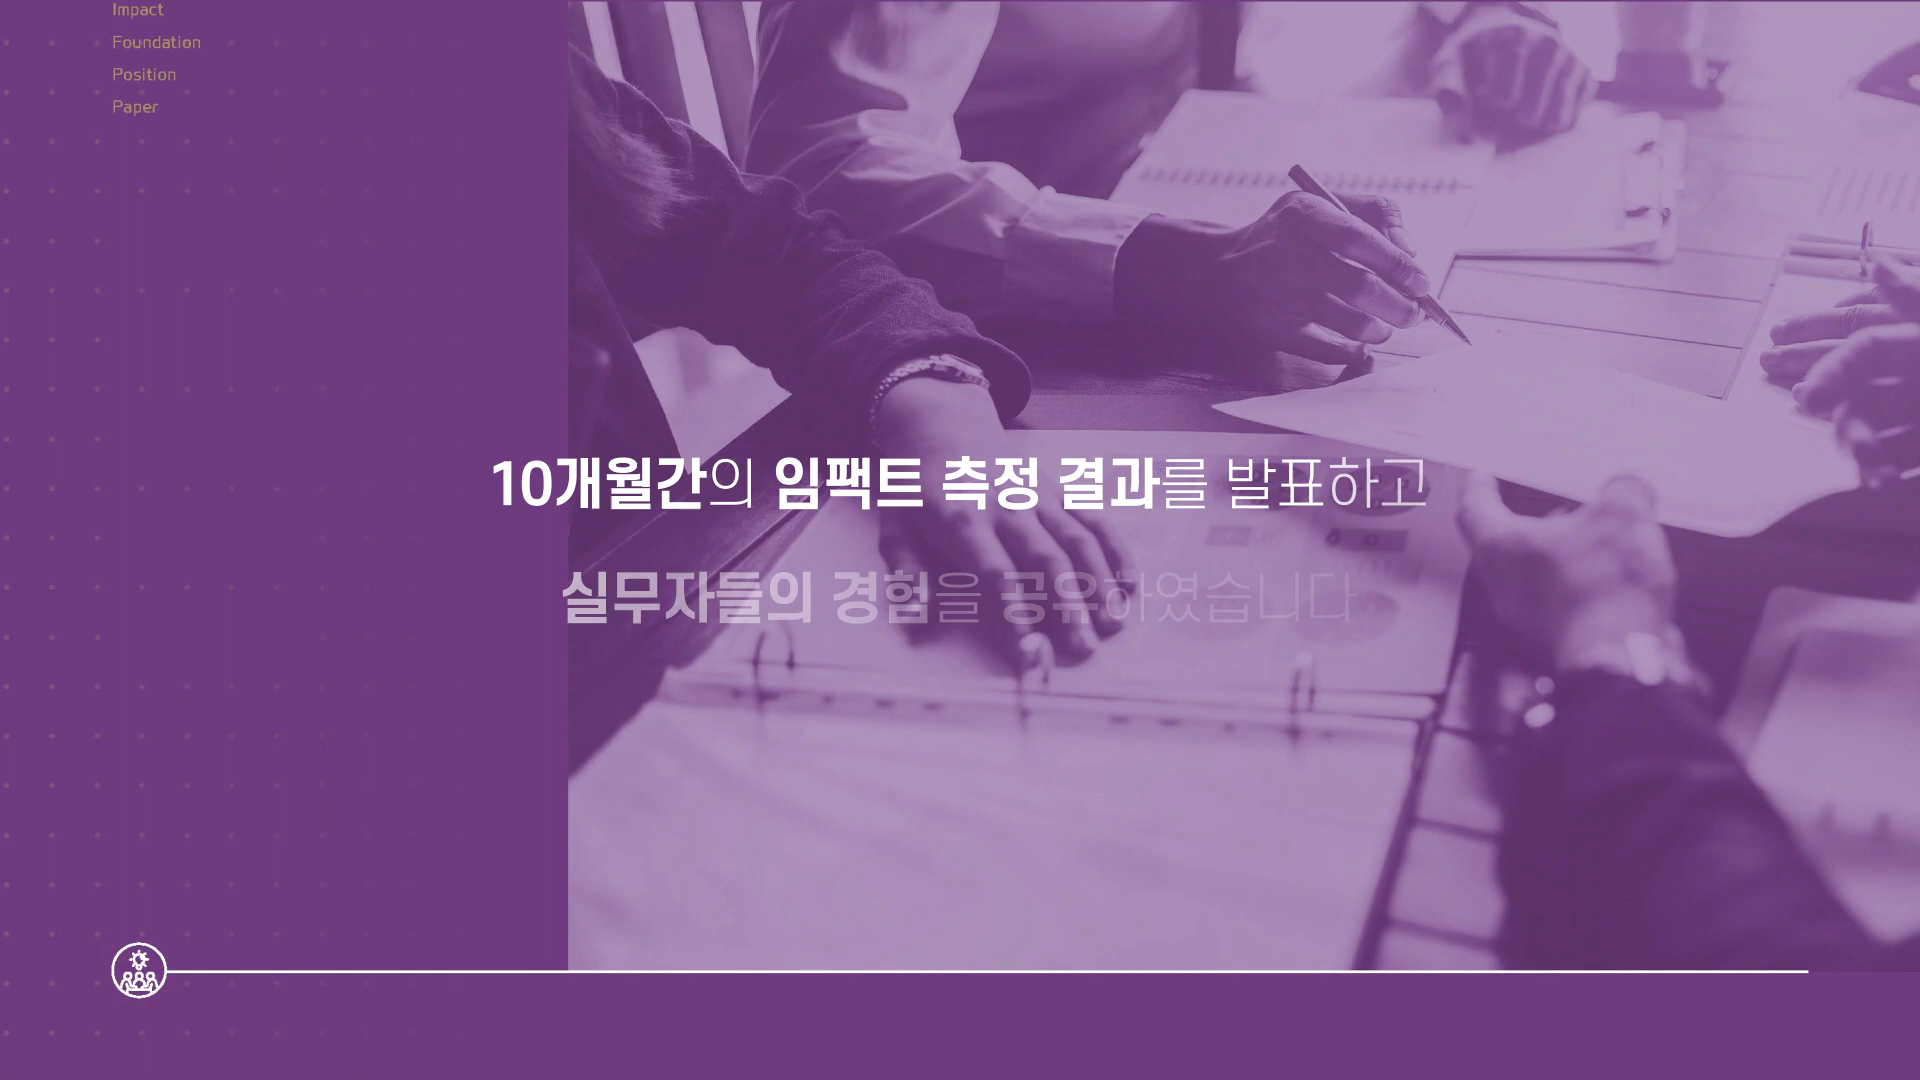 Impact
Foundation
Position
Paper
10개월간의 임팩트 측정 결과를 발표하고
실무자들의 경험을 공유하였습니다